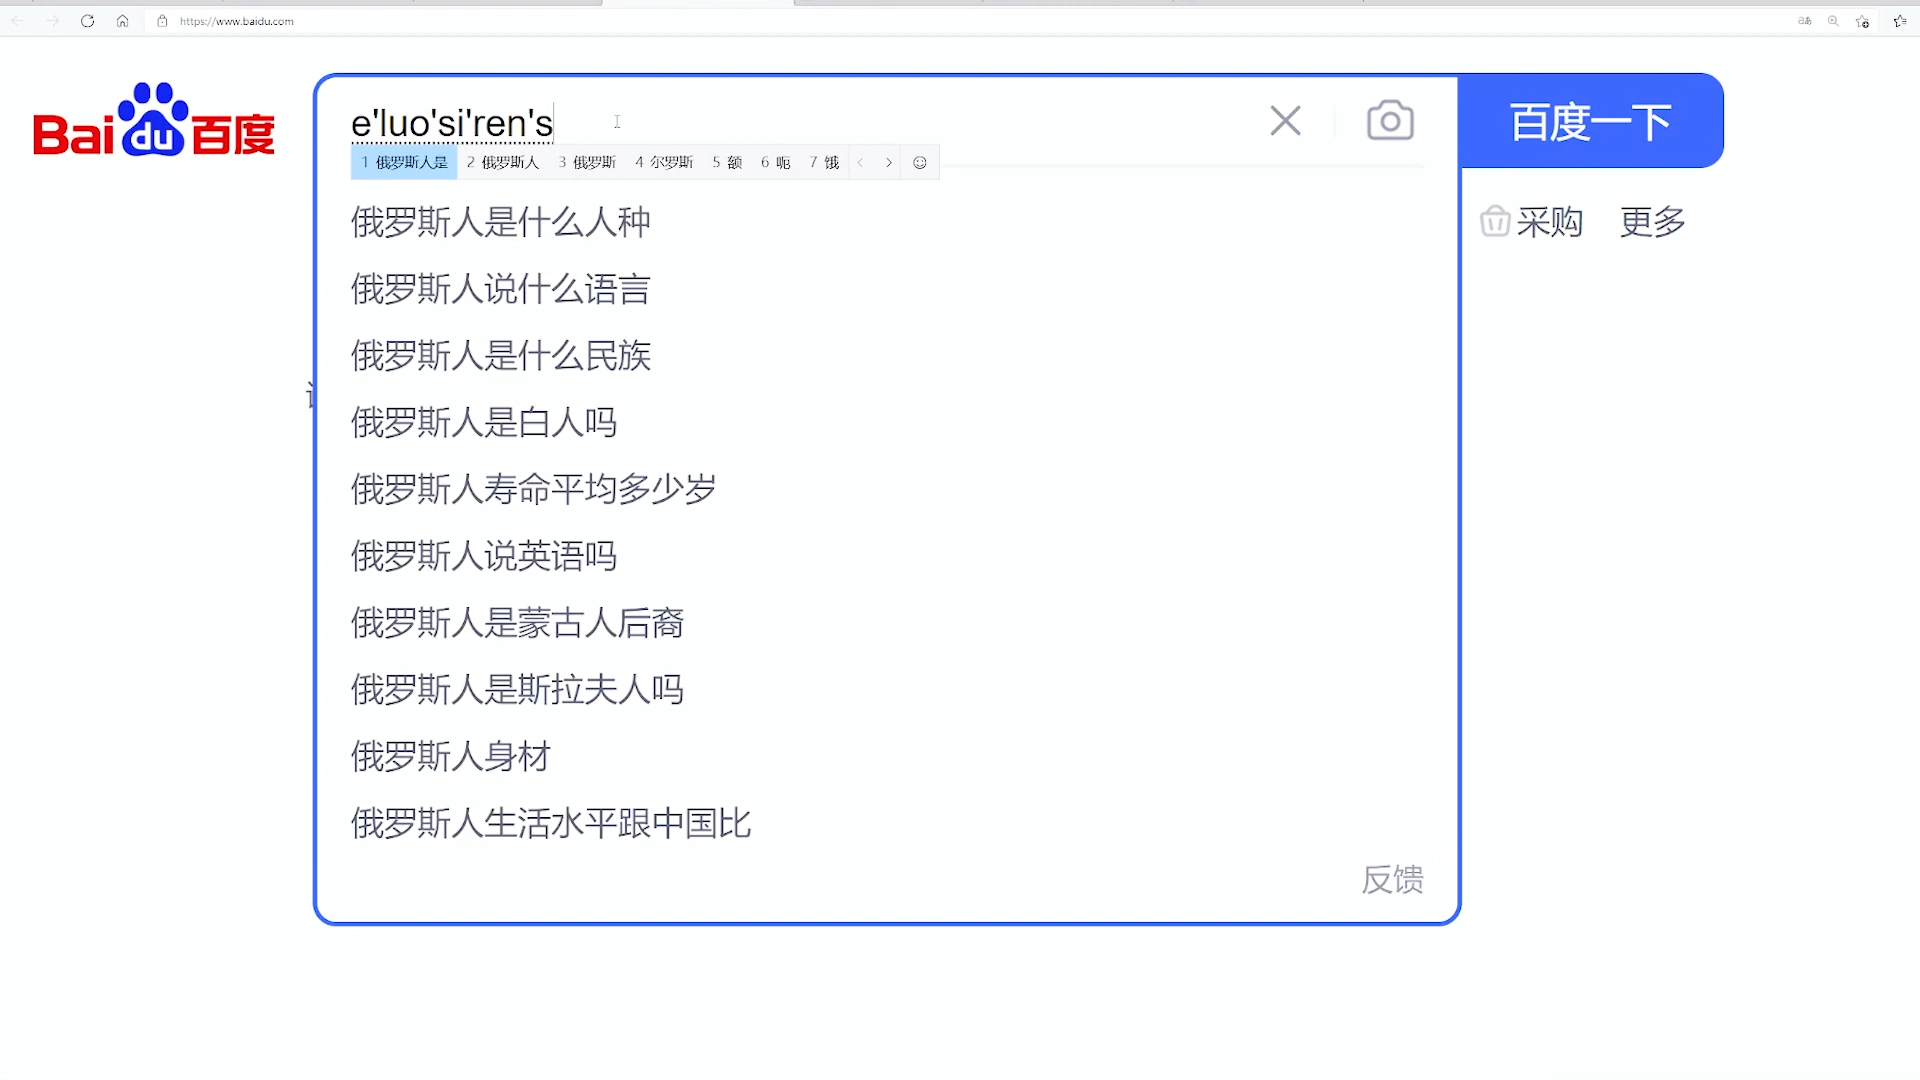 https://www.baidu.com
Bai du 百度
e'luo'si'ren's
百度一下
1 俄罗斯人是 2 俄罗斯人 3 俄罗斯 4 尔罗斯 5 额 6 呃 7 饿
采购 更多
俄罗斯人是什么人种
俄罗斯人说什么语言
俄罗斯人是什么民族
俄罗斯人是白人吗
俄罗斯人寿命平均多少岁
俄罗斯人说英语吗
俄罗斯人是蒙古人后裔
俄罗斯人是斯拉夫人吗
俄罗斯人身材
俄罗斯人生活水平跟中国比
反馈